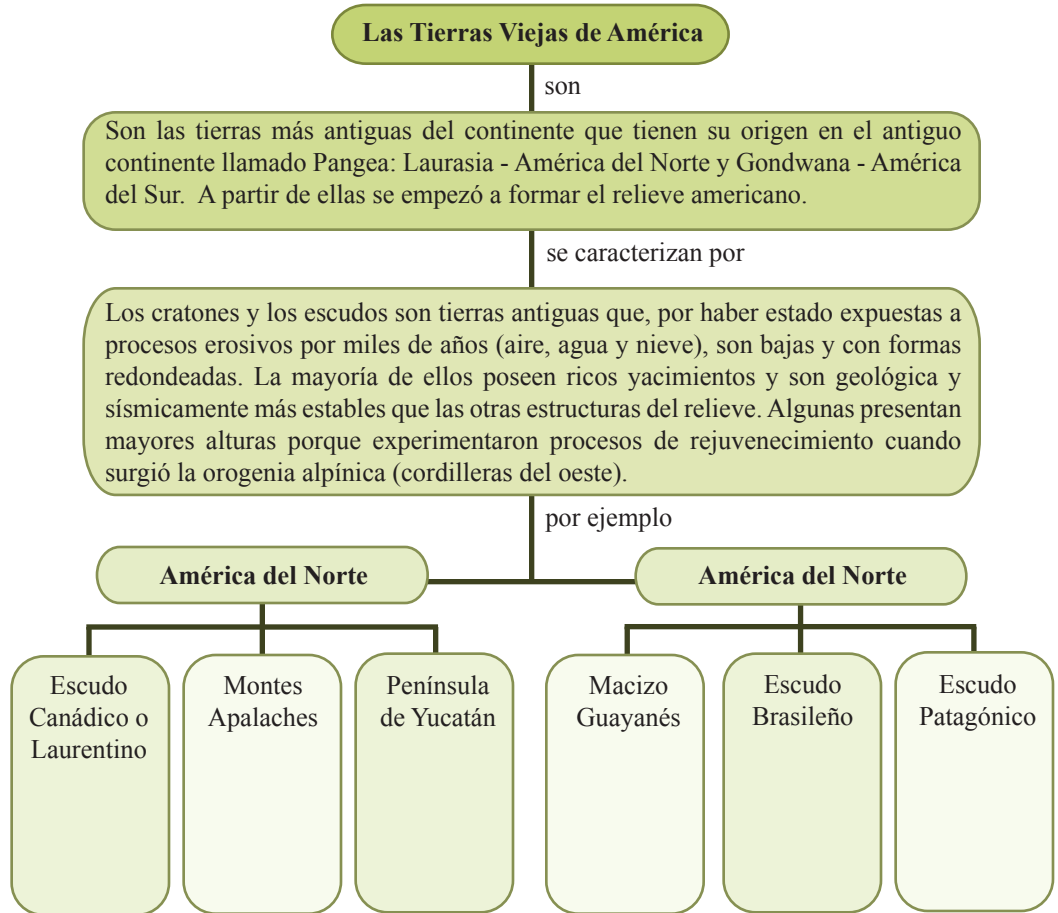 Las Tierras Viejas de América
son
Son las tierras más antiguas del continente que tienen su origen en el antiguo
continente llamado Pangea: Laurasia - América del Norte y Gondwana - América
del Sur. A partir de ellas se empezó a formar el relieve americano.
se caracterizan por
Los cratones y los escudos son tierras antiguas que, por haber estado expuestas a
procesos erosivos por miles de años (aire, agua y nieve), son bajas y con formas
redondeadas. La mayoría de ellos poseen ricos yacimientos y son geológica y
sísmicamente más estables que las otras estructuras del relieve. Algunas presentan
mayores alturas porque experimentaron procesos de rejuvenecimiento cuando
surgió la orogenia alpínica (cordilleras del oeste).
por ejemplo
América del Norte
América del Norte
Escudo
Canádico o
Laurentino
Montes
Apalaches
Península
de Yucatán
Macizo
Guayanés
Escudo
Brasileño
Escudo
Patagónico